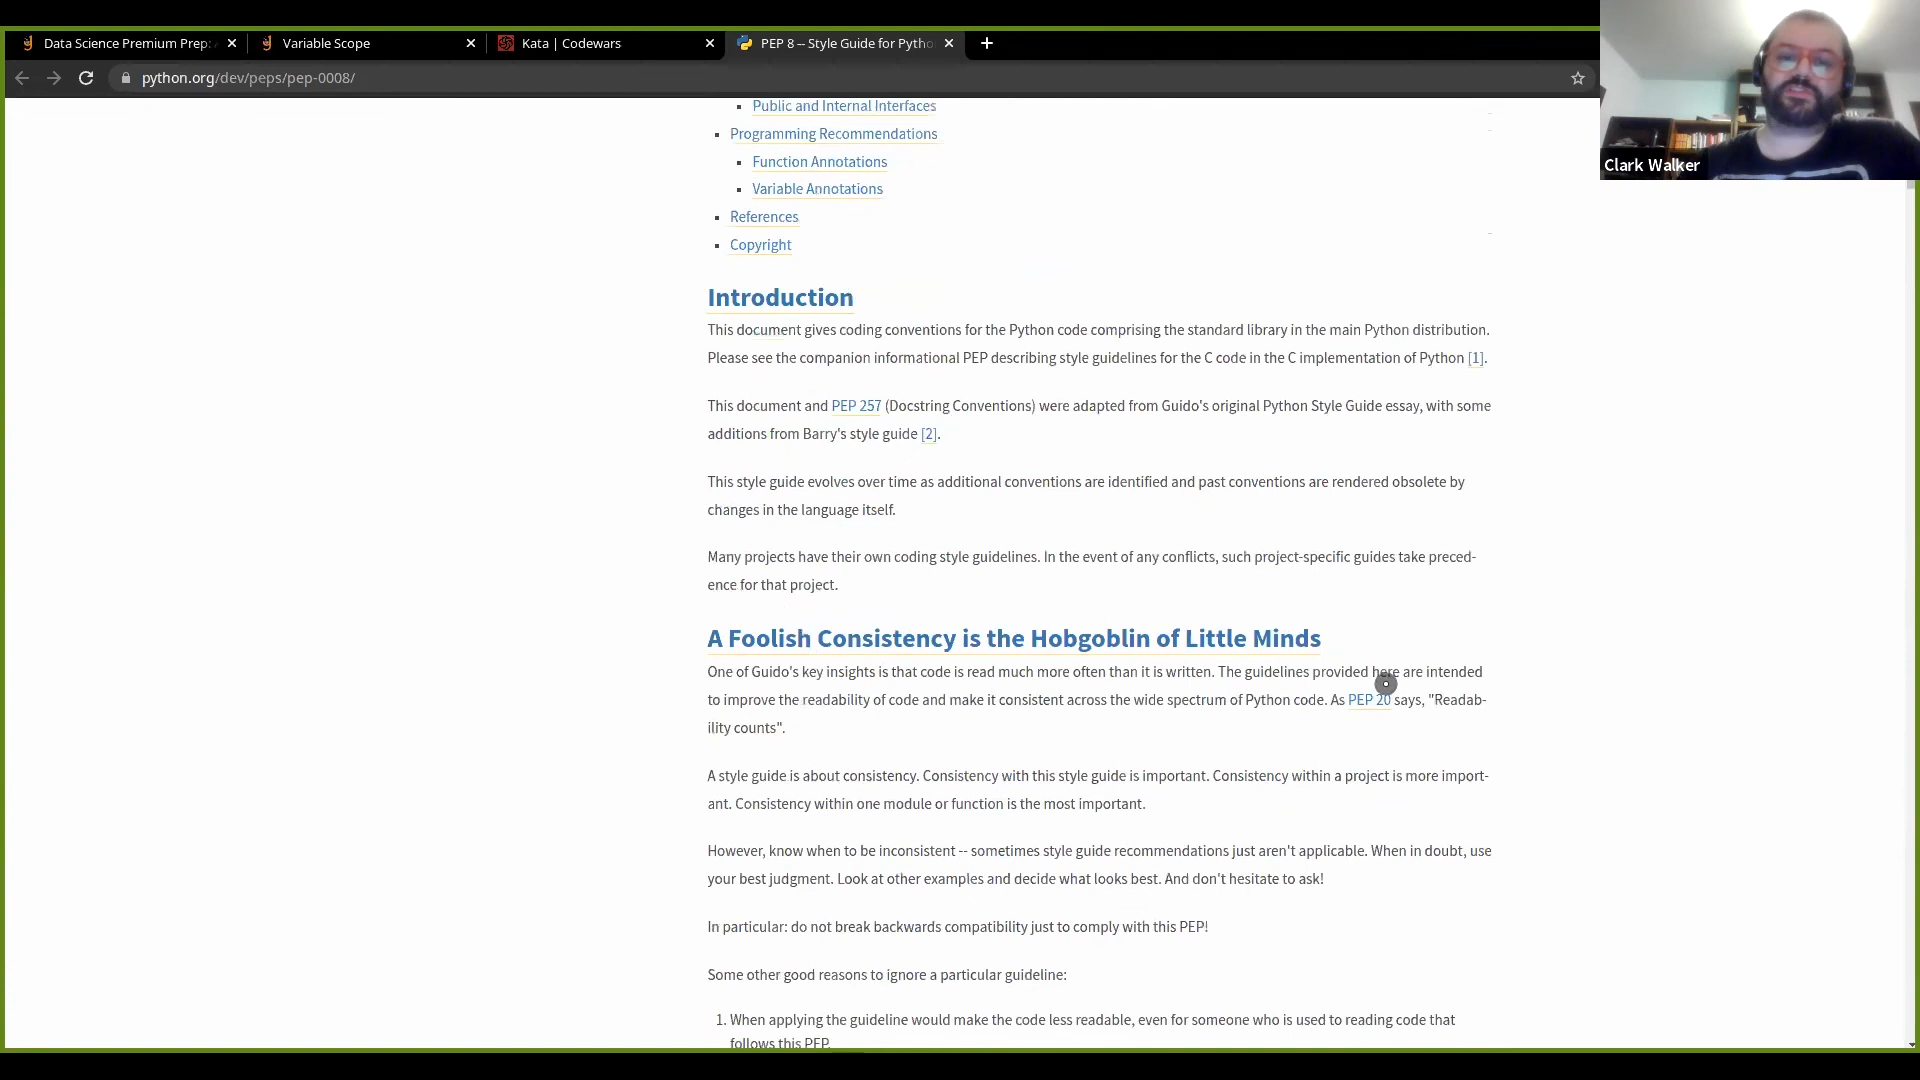 Data Science Premium Prep:
Variable Scope
Kata | Codewars
PEP 8 -- Style Guide for Pytho
python.org/dev/peps/pep-0008/
Clark Walker
Public and Internal Interfaces
Programming Recommendations
Function Annotations
Variable Annotations
References
Copyright
Introduction
This document gives coding conventions for the Python code comprising the standard library in the main Python distribution.
Please see the companion informational PEP describing style guidelines for the C code in the C implementation of Python [1].
This document and PEP 257 (Docstring Conventions) were adapted from Guido's original Python Style Guide essay, with some
additions from Barry's style guide [2].
This style guide evolves over time as additional conventions are identified and past conventions are rendered obsolete by
changes in the language itself.
Many projects have their own coding style guidelines. In the event of any conflicts, such project-specific guides take preced-
ence for that project.
A Foolish Consistency is the Hobgoblin of Little Minds
One of Guido's key insights is that code is read much more often than it is written. The guidelines provided here are intended
to improve the readability of code and make it consistent across the wide spectrum of Python code. As PEP 20 says, "Readab-
ility counts".
A style guide is about consistency. Consistency with this style guide is important. Consistency within a project is more import-
ant. Consistency within one module or function is the most important.
However, know when to be inconsistent -- sometimes style guide recommendations just aren't applicable. When in doubt, use
your best judgment. Look at other examples and decide what looks best. And don't hesitate to ask!
In particular: do not break backwards compatibility just to comply with this PEP!
Some other good reasons to ignore a particular guideline:
1. When applying the guideline would make the code less readable, even for someone who is used to reading code that
follows this PEP.